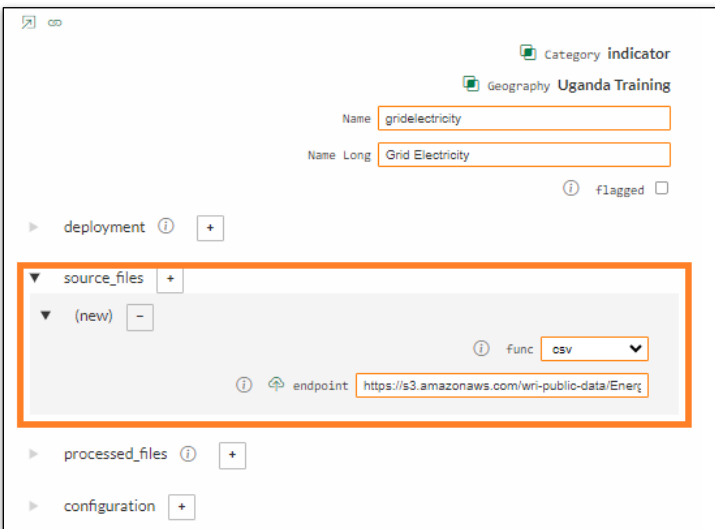 Category indicator
Geography Uganda Training
Name gridelectricity
Name Long Grid Electricity
flagged
deployment +
source_files +
(new) −
func csv
endpoint https://s3.amazonaws.com/wri-public-data/Energ
processed_files +
configuration +